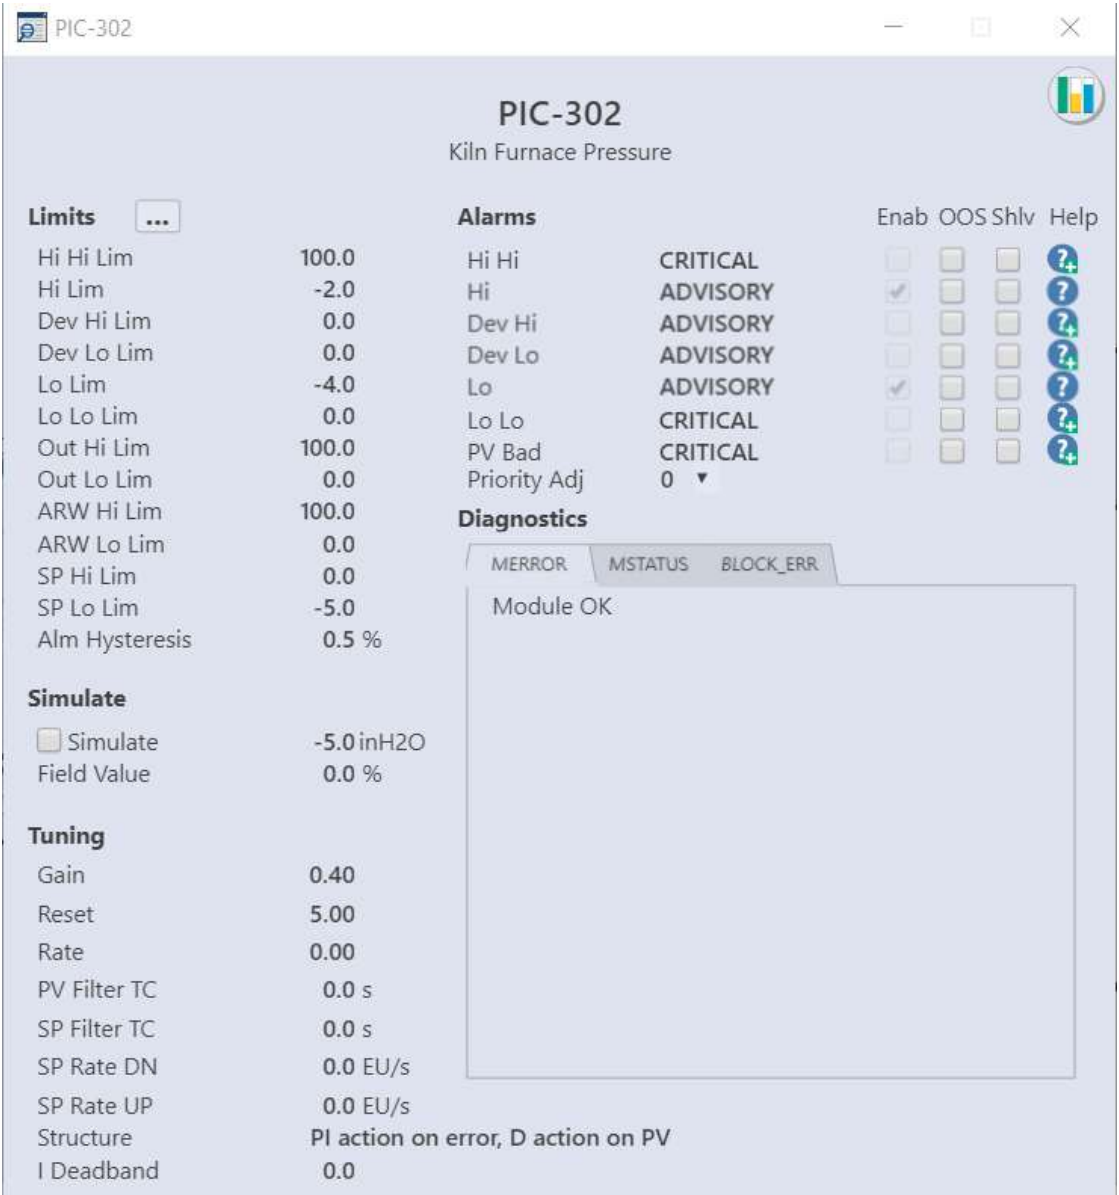 PIC-302
PIC-302
Kiln Furnace Pressure
Limits ...
Hi Hi Lim 100.0
Hi Lim -2.0
Dev Hi Lim 0.0
Dev Lo Lim 0.0
Lo Lim -4.0
Lo Lo Lim 0.0
Out Hi Lim 100.0
Out Lo Lim 0.0
ARW Hi Lim 100.0
ARW Lo Lim 0.0
SP Hi Lim 0.0
SP Lo Lim -5.0
Alm Hysteresis 0.5 %
Simulate
Simulate -5.0 inH2O
Field Value 0.0 %
Tuning
Gain 0.40
Reset 5.00
Rate 0.00
PV Filter TC 0.0 s
SP Filter TC 0.0 s
SP Rate DN 0.0 EU/s
SP Rate UP 0.0 EU/s
Structure PI action on error, D action on PV
I Deadband 0.0
Alarms Enab OOS Shlv Help
Hi Hi CRITICAL
Hi ADVISORY
Dev Hi ADVISORY
Dev Lo ADVISORY
Lo ADVISORY
Lo Lo CRITICAL
PV Bad CRITICAL
Priority Adj 0
Diagnostics
MERROR MSTATUS BLOCK_ERR
Module OK